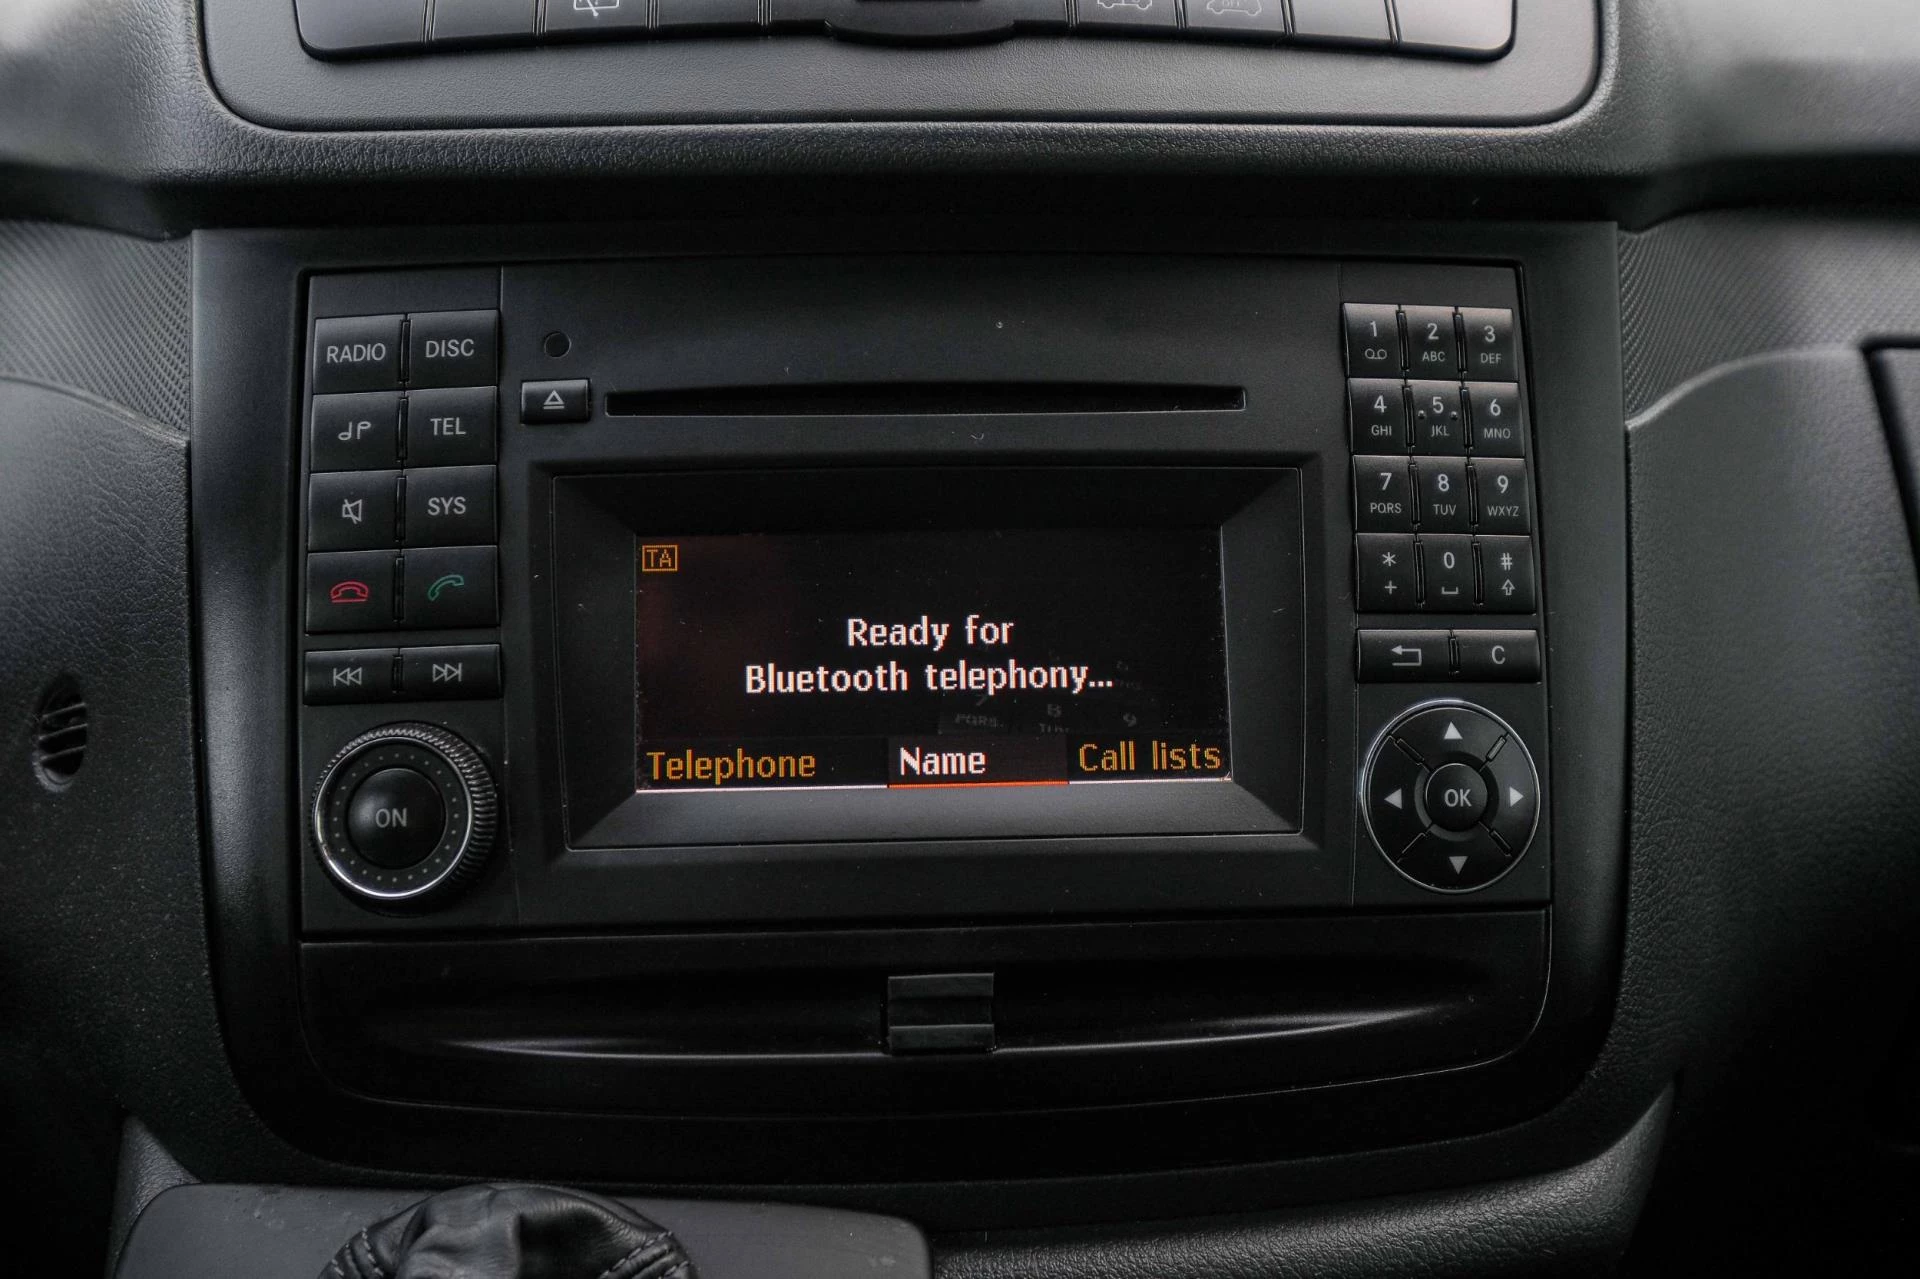 OFF
RADIO DISC
TEL
SYS
ON
TA
Ready for
Bluetooth telephony...
Telephone Name Call lists
1 2 3
ABC DEF
4 5 6
GHI JKL MNO
7 8 9
PQRS TUV WXYZ
* 0 #
+
C
OK